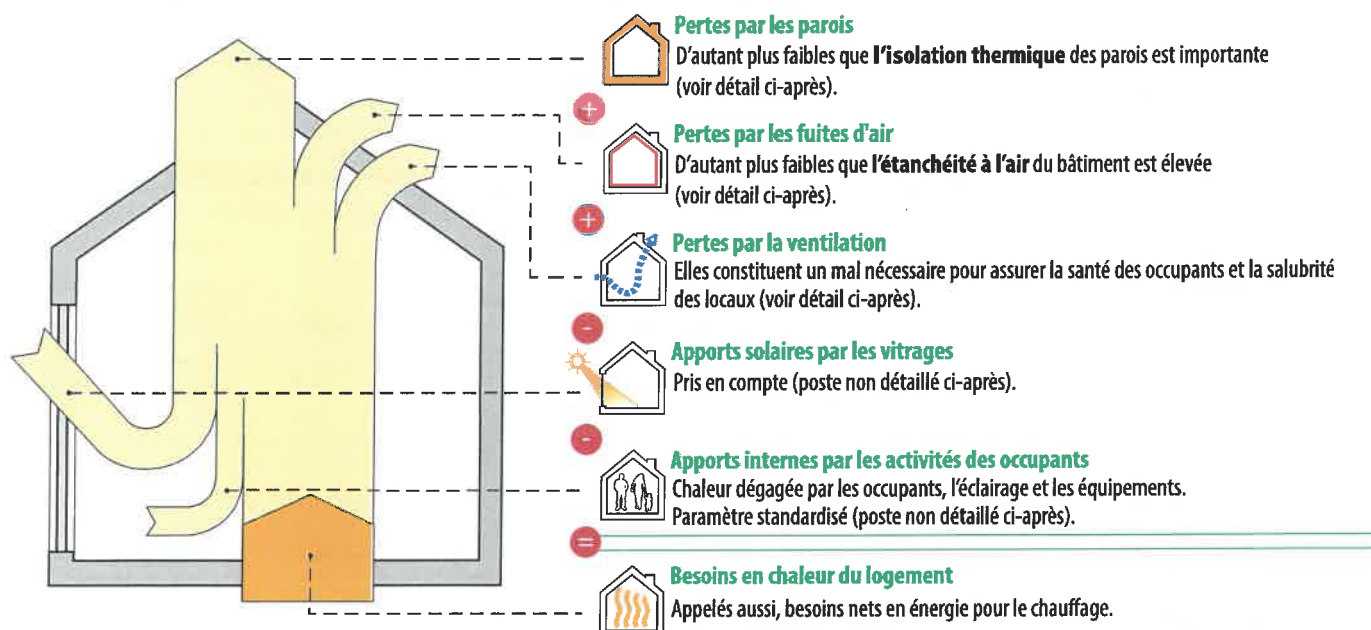 Pertes par les parois
D'autant plus faibles que l'isolation thermique des parois est importante
(voir détail ci-après).
+
Pertes par les fuites d'air
D'autant plus faibles que l'étanchéité à l'air du bâtiment est élevée
(voir détail ci-après).
+
Pertes par la ventilation
Elles constituent un mal nécessaire pour assurer la santé des occupants et la salubrité
des locaux (voir détail ci-après).
-
Apports solaires par les vitrages
Pris en compte (poste non détaillé ci-après).
-
Apports internes par les activités des occupants
Chaleur dégagée par les occupants, l'éclairage et les équipements.
Paramètre standardisé (poste non détaillé ci-après).
=
Besoins en chaleur du logement
Appelés aussi, besoins nets en énergie pour le chauffage.